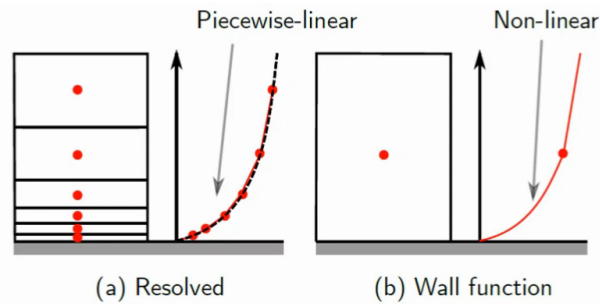 Piecewise-linear
Non-linear
(a) Resolved
(b) Wall function